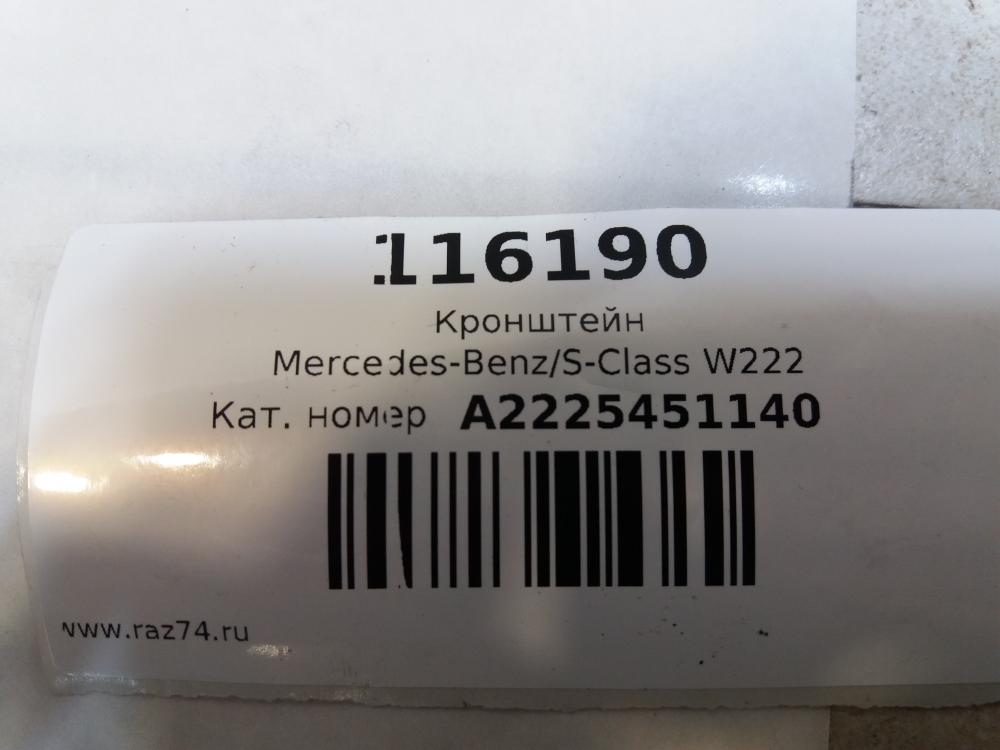 116190
Кронштейн
Mercedes-Benz/S-Class W222
Кат. номер A2225451140
www.raz74.ru